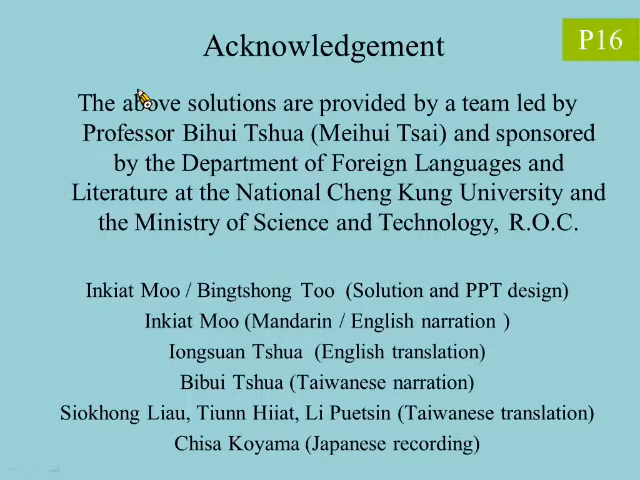 Acknowledgement
P16
The above solutions are provided by a team led by
Professor Bihui Tshua (Meihui Tsai) and sponsored
by the Department of Foreign Languages and
Literature at the National Cheng Kung University and
the Ministry of Science and Technology, R.O.C.
Inkiat Moo / Bingtshong Too (Solution and PPT design)
Inkiat Moo (Mandarin / English narration )
Iongsuan Tshua (English translation)
Bibui Tshua (Taiwanese narration)
Siokhong Liau, Tiunn Hiiat, Li Puetsin (Taiwanese translation)
Chisa Koyama (Japanese recording)